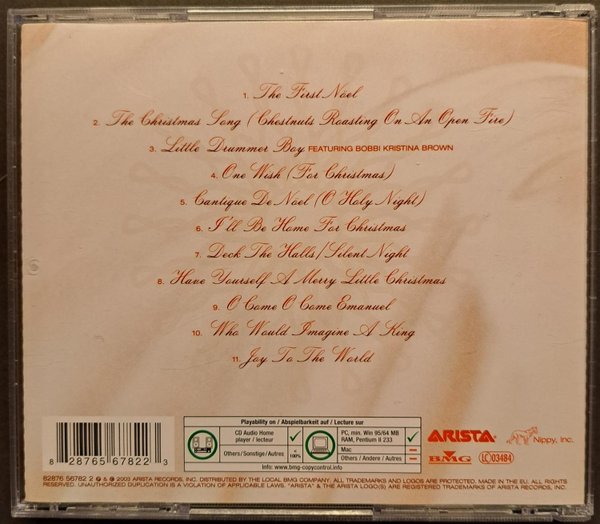 1. The First Noel
2. The Christmas Song (Chestnuts Roasting On An Open Fire)
3. Little Drummer Boy FEATURING BOBBI KRISTINA BROWN
4. One Wish (For Christmas)
5. Cantique De Noel (O Holy Night)
6. I'll Be Home For Christmas
7. Deck The Halls/Silent Night
8. Have Yourself A Merry Little Christmas
9. O Come O Come Emanuel
10. Who Would Imagine A King
11. Joy To The World
Playability on / Abspielbarkeit auf / Lecture sur
CD Audio Home player / lecteur
Others/Sonstige/Autres
< 100%
PC, min. Win 95/64 MB RAM, Pentium II 233
Mac
Others / Andere / Autres
Info: www.bmg-copycontrol.info
ARISTA
BMG
Nippy, Inc.
LC 03484
8 28765 67822 3
82876 56782 2 ℗ & © 2003 ARISTA RECORDS, INC. DISTRIBUTED BY THE LOCAL BMG COMPANY. ALL TRADEMARKS AND LOGOS ARE PROTECTED. MADE IN THE EU. ALL RIGHTS
RESERVED. UNAUTHORIZED DUPLICATION IS A VIOLATION OF APPLICABLE LAWS. "ARISTA" & THE ARISTA LOGO(S) ARE REGISTERED TRADEMARKS OF ARISTA RECORDS, INC.